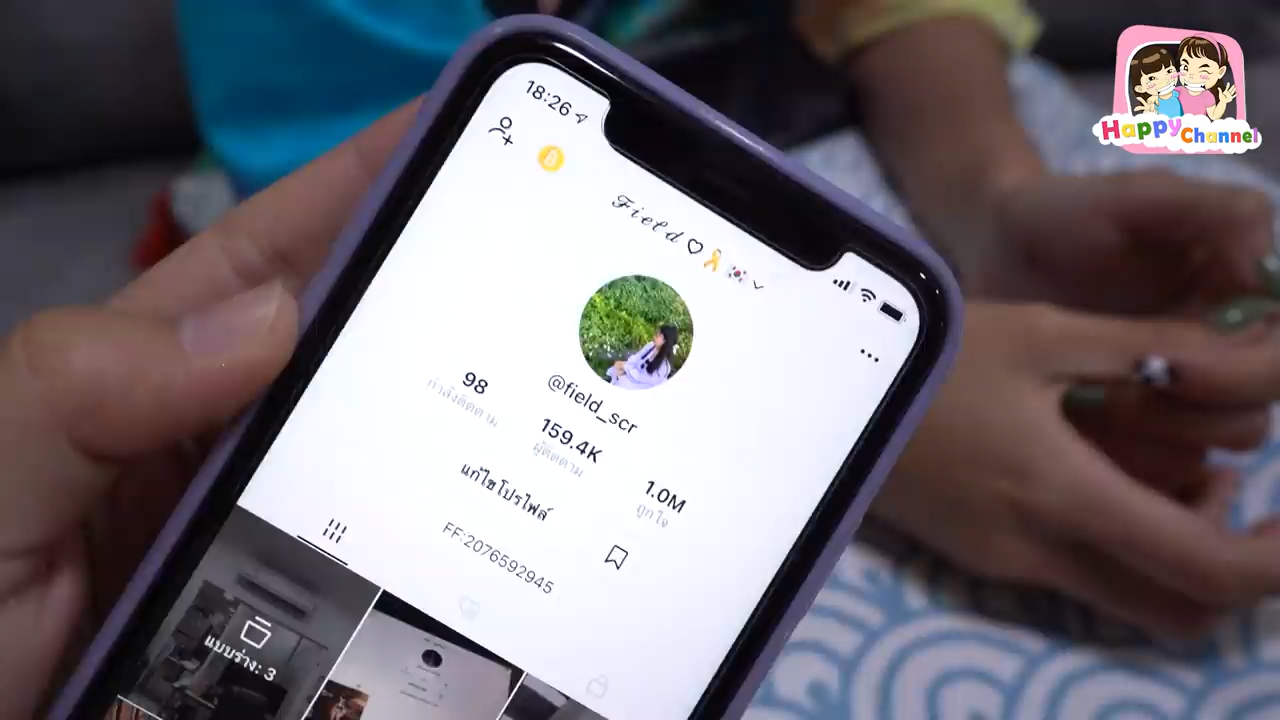 Happy Channel
18:26
𝓕𝓲𝓮𝓵𝓭
@field_scr
98
กำลังติดตาม
159.4K
ผู้ติดตาม
1.0M
ถูกใจ
แก้ไขโปรไฟล์
FF:2076592945
แบบร่าง: 3